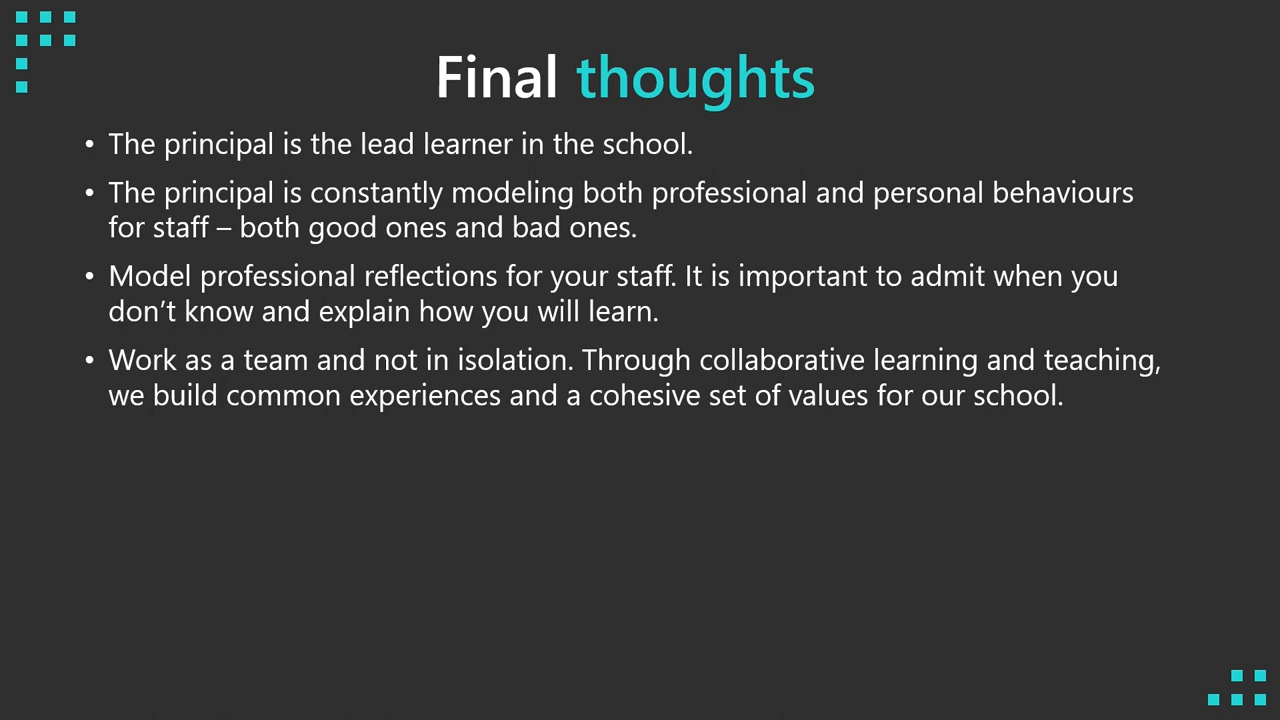 Final thoughts
• The principal is the lead learner in the school.
• The principal is constantly modeling both professional and personal behaviours
for staff – both good ones and bad ones.
• Model professional reflections for your staff. It is important to admit when you
don’t know and explain how you will learn.
• Work as a team and not in isolation. Through collaborative learning and teaching,
we build common experiences and a cohesive set of values for our school.